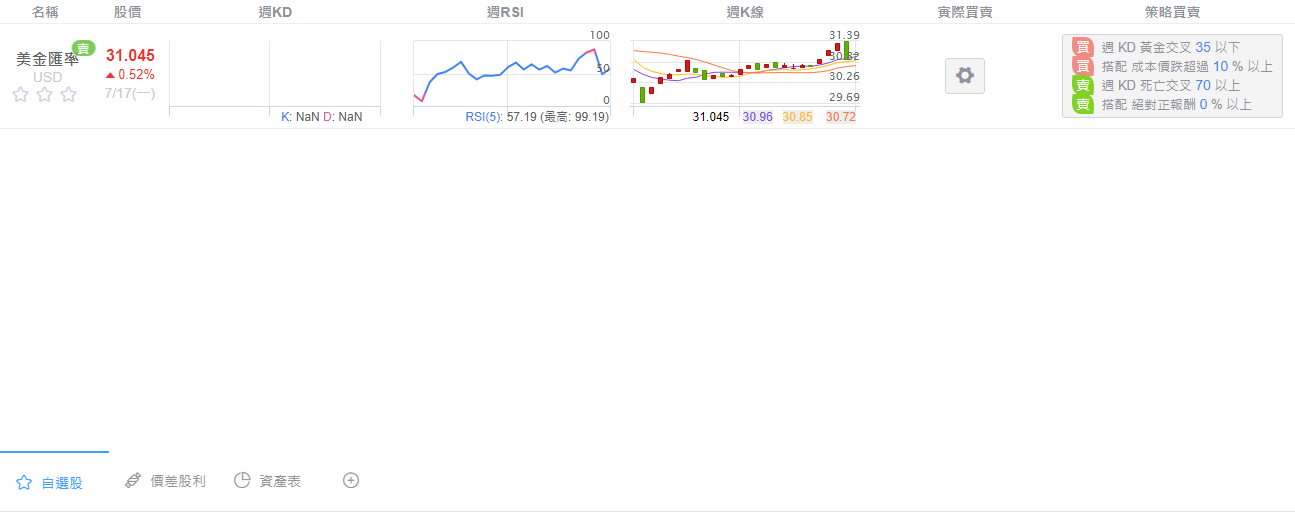 名稱 股價 週KD 週RSI 週K線 實際買賣 策略買賣
賣
美金匯率
USD
31.045
0.52%
7/17(一)
K: NaN D: NaN
100
50
0
RSI(5): 57.19 (最高: 99.19)
31.39
30.82
30.26
29.69
31.045 30.96 30.85 30.72
買 週 KD 黃金交叉 35 以下
買 搭配 成本價跌超過 10 % 以上
賣 週 KD 死亡交叉 70 以上
賣 搭配 絕對正報酬 0 % 以上
自選股 價差股利 資產表